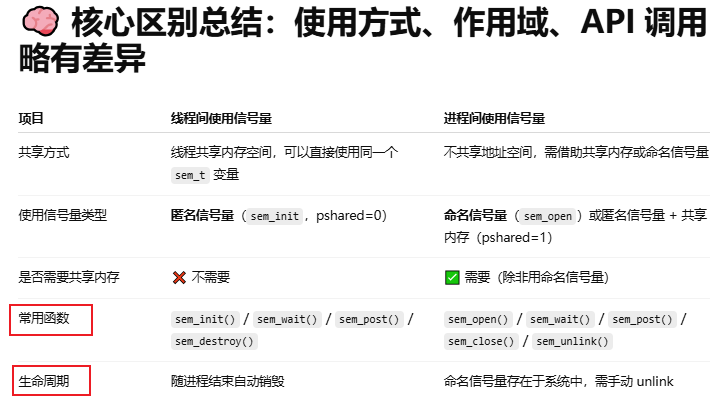 🧠 核心区别总结：使用方式、作用域、API 调用
略有差异
项目 线程间使用信号量 进程间使用信号量
共享方式 线程共享内存空间，可以直接使用同一个 不共享地址空间，需借助共享内存或命名信号量
sem_t 变量
使用信号量类型 匿名信号量（sem_init，pshared=0） 命名信号量（sem_open）或匿名信号量 + 共享
内存（pshared=1）
是否需要共享内存 ❌ 不需要 ✅ 需要（除非用命名信号量）
常用函数 sem_init() / sem_wait() / sem_post() / sem_open() / sem_wait() / sem_post() /
sem_destroy() sem_close() / sem_unlink()
生命周期 随进程结束自动销毁 命名信号量存在于系统中，需手动 unlink